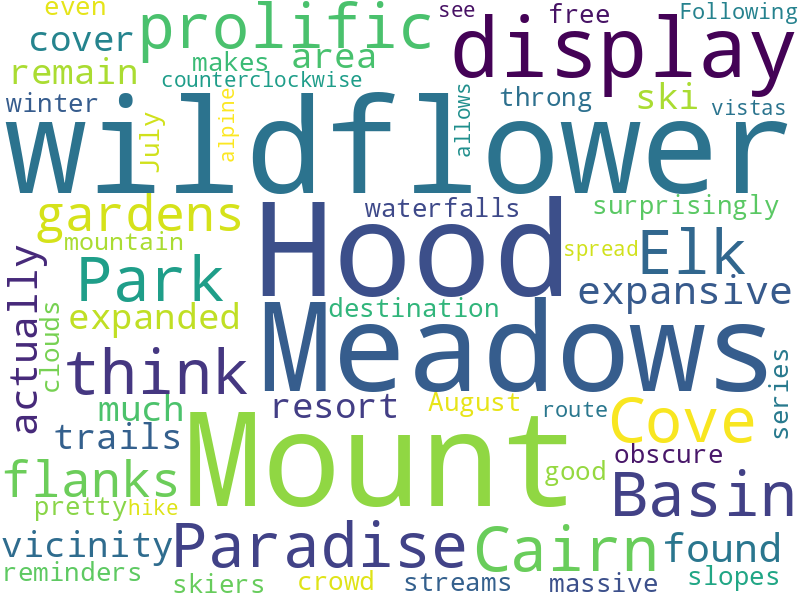 even
prolific
see
free
Following
cover
display
remain
makes
area
counterclockwise
winter
throng
ski
vistas
wildflower
July
alpine
allows
gardens
Hood
waterfalls
surprisingly
mountain
Park
spread
Elk
actually
expansive
clouds
expanded
destination
Meadows
think
much
resort
August
route
Cove
series
trails
Mount
obscure
flanks
good
Basin
pretty
hike
vicinity
Paradise
Cairn
found
reminders
skiers
crowd
streams
massive
slopes